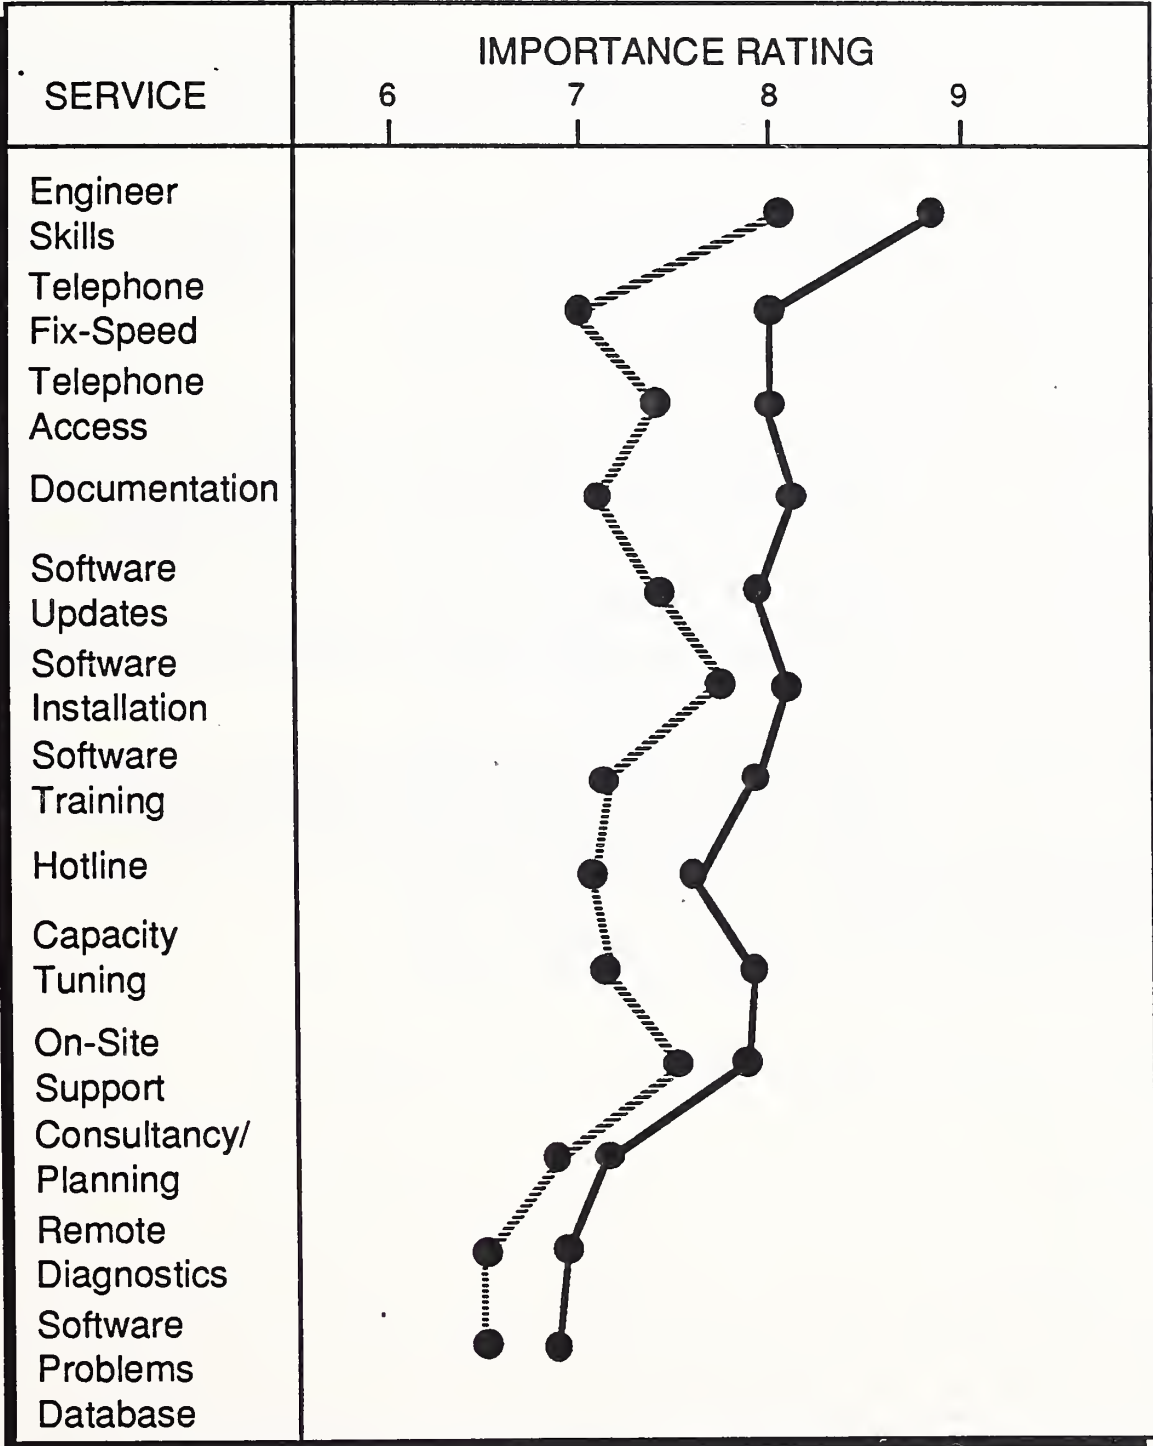 IMPORTANCE RATING
SERVICE
6 7 8 9
Engineer
Skills
Telephone
Fix-Speed
Telephone
Access
Documentation
Software
Updates
Software
Installation
Software
Training
Hotline
Capacity
Tuning
On-Site
Support
Consultancy/
Planning
Remote
Diagnostics
Software
Problems
Database